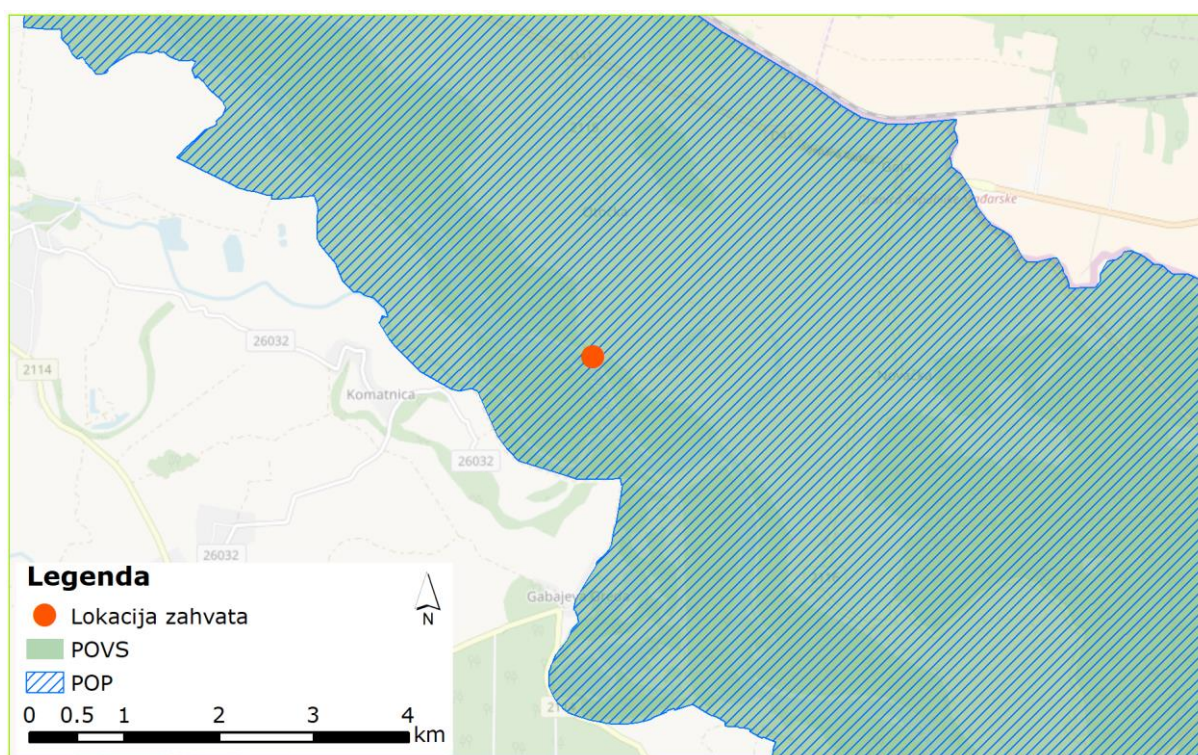 26032
2114
Komatnica
26032
26032
Legenda
Lokacija zahvata
POVS
POP
0 0.5 1 2 3 4
km
N